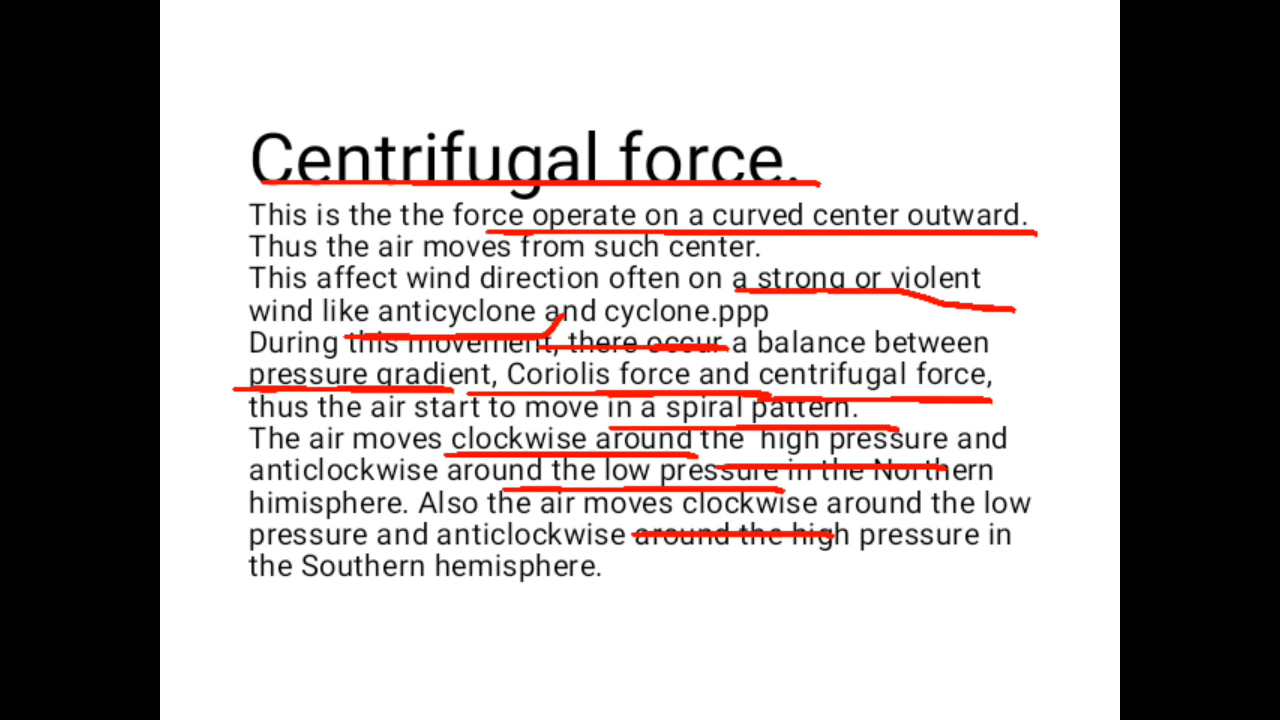 Centrifugal force.
This is the the force operate on a curved center outward.
Thus the air moves from such center.
This affect wind direction often on a strong or violent
wind like anticyclone and cyclone.ppp
During this movement, there occur a balance between
pressure gradient, Coriolis force and centrifugal force,
thus the air start to move in a spiral pattern.
The air moves clockwise around the high pressure and
anticlockwise around the low pressure in the Northern
himisphere. Also the air moves clockwise around the low
pressure and anticlockwise around the high pressure in
the Southern hemisphere.